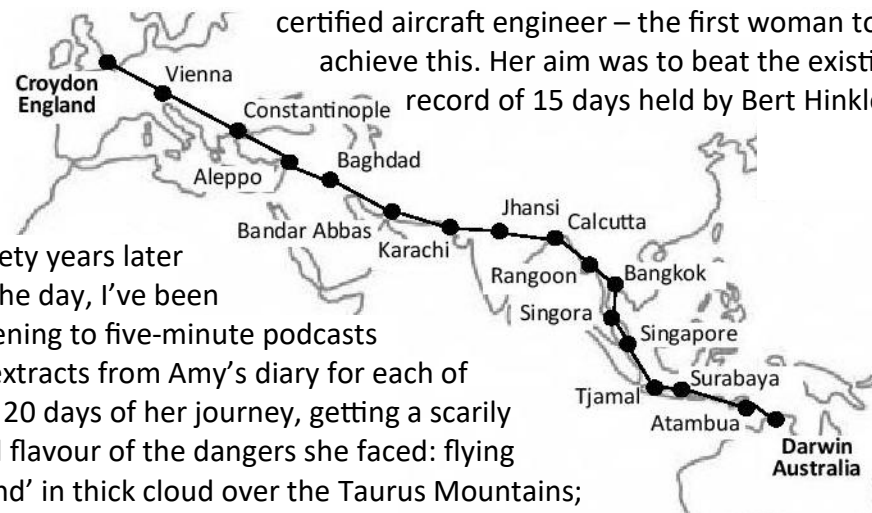 certified aircraft engineer – the first woman to
achieve this. Her aim was to beat the existi
record of 15 days held by Bert Hinkle
Croydon
England
Vienna
Constantinople
Aleppo
Baghdad
Bandar Abbas
Karachi
Jhansi
Calcutta
Rangoon
Bangkok
Singora
Singapore
Tjamal
Surabaya
Atambua
Darwin
Australia
ety years later
he day, I've been
ening to five-minute podcasts
extracts from Amy's diary for each of
20 days of her journey, getting a scarily
flavour of the dangers she faced: flying
nd' in thick cloud over the Taurus Mountains;